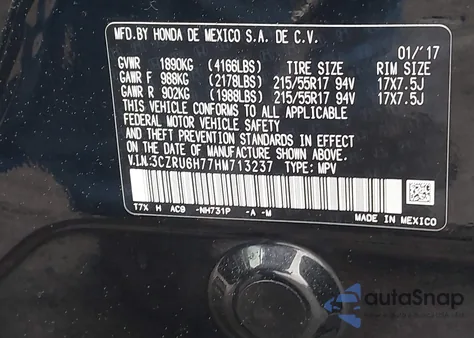 MFD.BY HONDA DE MEXICO S.A. DE C.V.
01/'17
GVWR 1890KG (4166LBS) TIRE SIZE RIM SIZE
GAWR F 988KG (2178LBS) 215/55R17 94V 17X7.5J
GAWR R 902KG (1988LBS) 215/55R17 94V 17X7.5J
THIS VEHICLE CONFORMS TO ALL APPLICABLE
FEDERAL MOTOR VEHICLE SAFETY
AND THEFT PREVENTION STANDARDS IN EFFECT
ON THE DATE OF MANUFACTURE SHOWN ABOVE.
V.I.N:3CZRU6H77HM713237 TYPE: MPV
T7X H AC9 -NH731P -A -M
MADE IN MEXICO
autoSnap